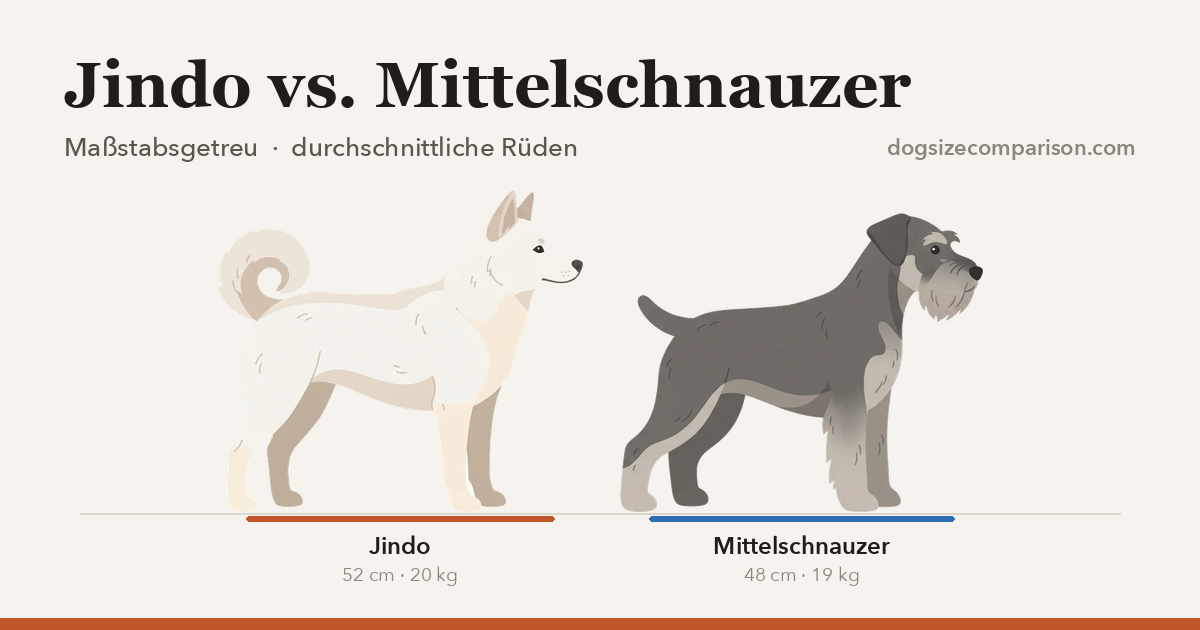 Jindo vs. Mittelschnauzer
Maßstabsgetreu · durchschnittliche Rüden
dogsizecomparison.com
Jindo
52 cm · 20 kg
Mittelschnauzer
48 cm · 19 kg